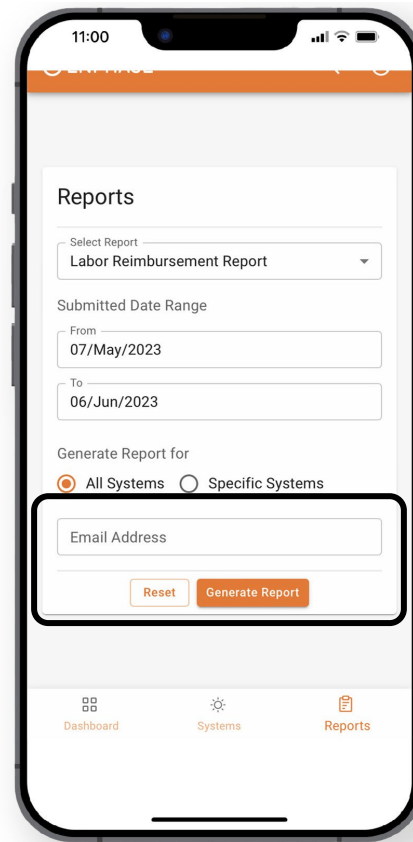 11:00
Reports
Select Report
Labor Reimbursement Report
Submitted Date Range
From
07/May/2023
To
06/Jun/2023
Generate Report for
All Systems Specific Systems
Email Address
Reset Generate Report
Dashboard Systems Reports